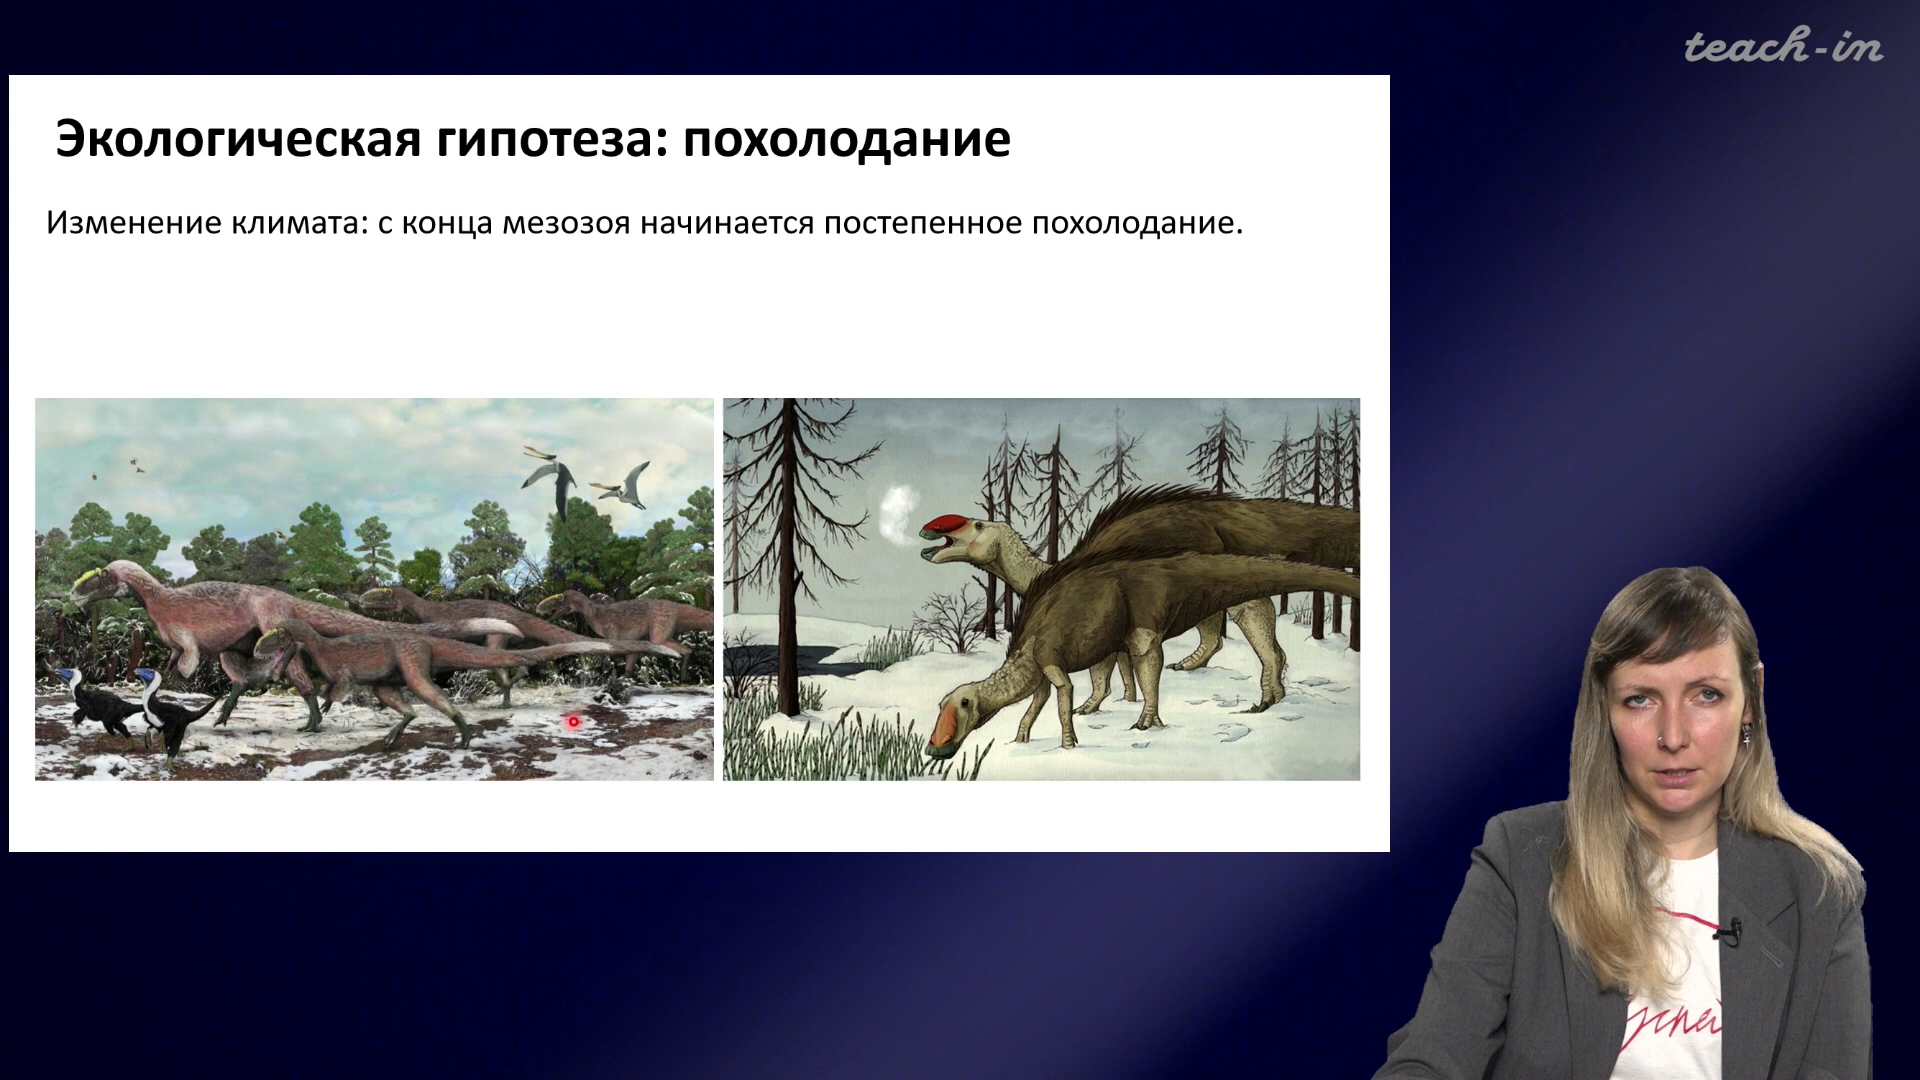 teach-in
Экологическая гипотеза: похолодание
Изменение климата: с конца мезозоя начинается постепенное похолодание.